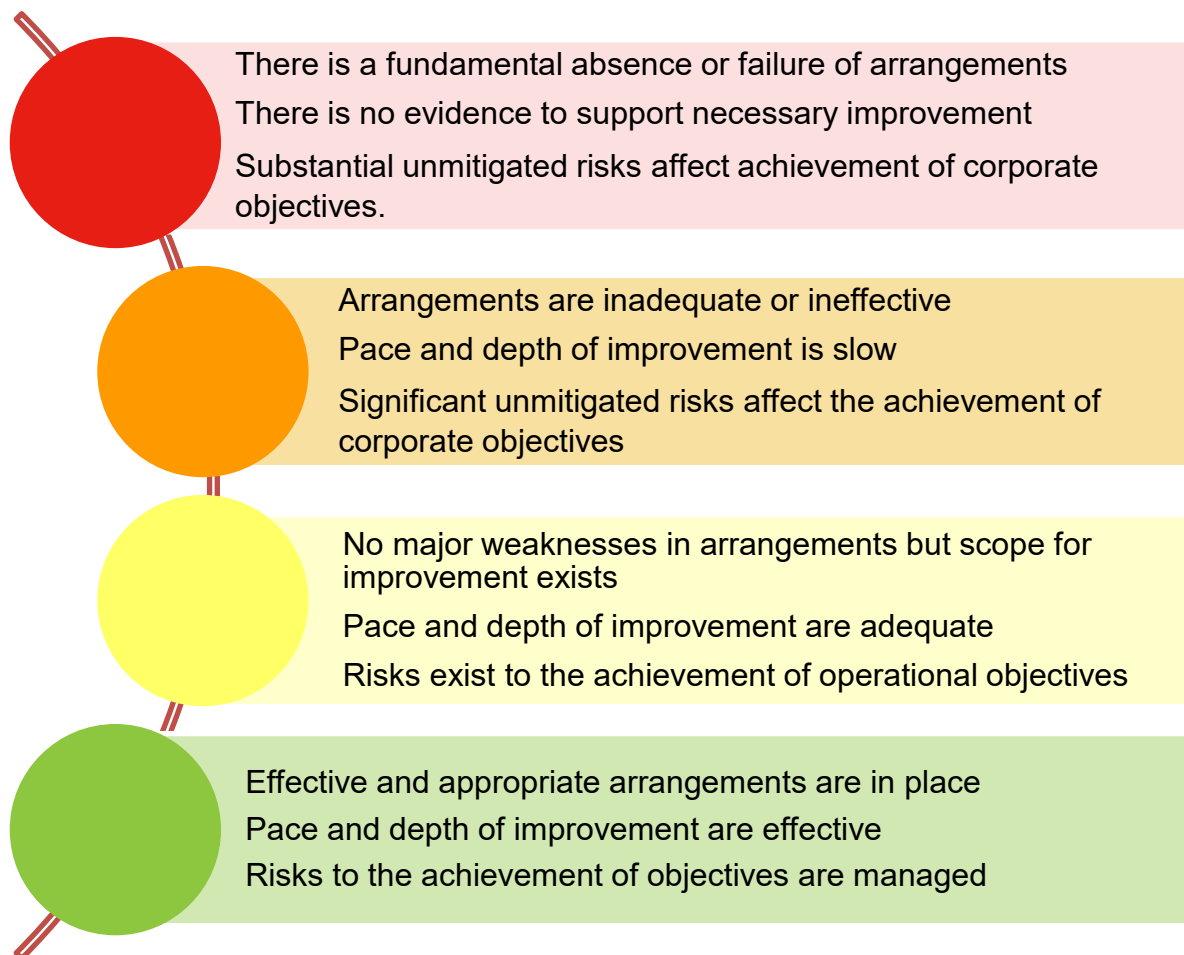 There is a fundamental absence or failure of arrangements
There is no evidence to support necessary improvement
Substantial unmitigated risks affect achievement of corporate
objectives.
Arrangements are inadequate or ineffective
Pace and depth of improvement is slow
Significant unmitigated risks affect the achievement of
corporate objectives
No major weaknesses in arrangements but scope for
improvement exists
Pace and depth of improvement are adequate
Risks exist to the achievement of operational objectives
Effective and appropriate arrangements are in place
Pace and depth of improvement are effective
Risks to the achievement of objectives are managed